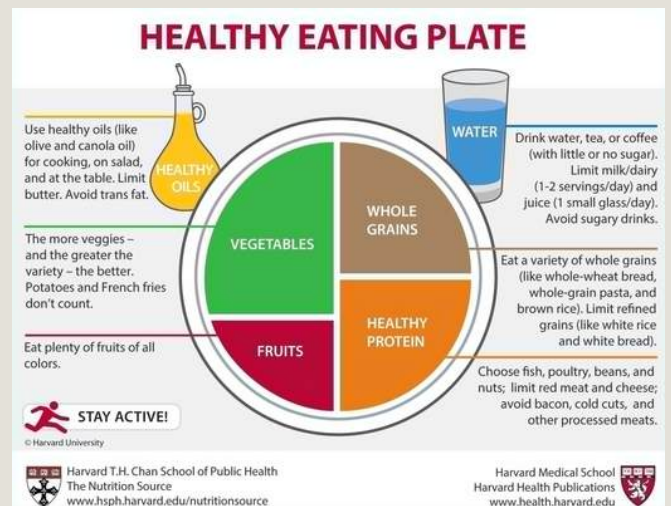 HEALTHY EATING PLATE
Use healthy oils (like
olive and canola oil)
for cooking, on salad,
and at the table. Limit
butter. Avoid trans fat.
HEALTHY
OILS
The more veggies –
and the greater the
variety – the better.
Potatoes and French fries
don't count.
Eat plenty of fruits of all
colors.
VEGETABLES
FRUITS
WHOLE
GRAINS
HEALTHY
PROTEIN
WATER
Drink water, tea, or coffee
(with little or no sugar).
Limit milk/dairy
(1-2 servings/day) and
juice (1 small glass/day).
Avoid sugary drinks.
Eat a variety of whole grains
(like whole-wheat bread,
whole-grain pasta, and
brown rice). Limit refined
grains (like white rice
and white bread).
Choose fish, poultry, beans, and
nuts; limit red meat and cheese;
avoid bacon, cold cuts, and
other processed meats.
STAY ACTIVE!
© Harvard University
Harvard T.H. Chan School of Public Health
The Nutrition Source
www.hsph.harvard.edu/nutritionsource
Harvard Medical School
Harvard Health Publications
www.health.harvard.edu